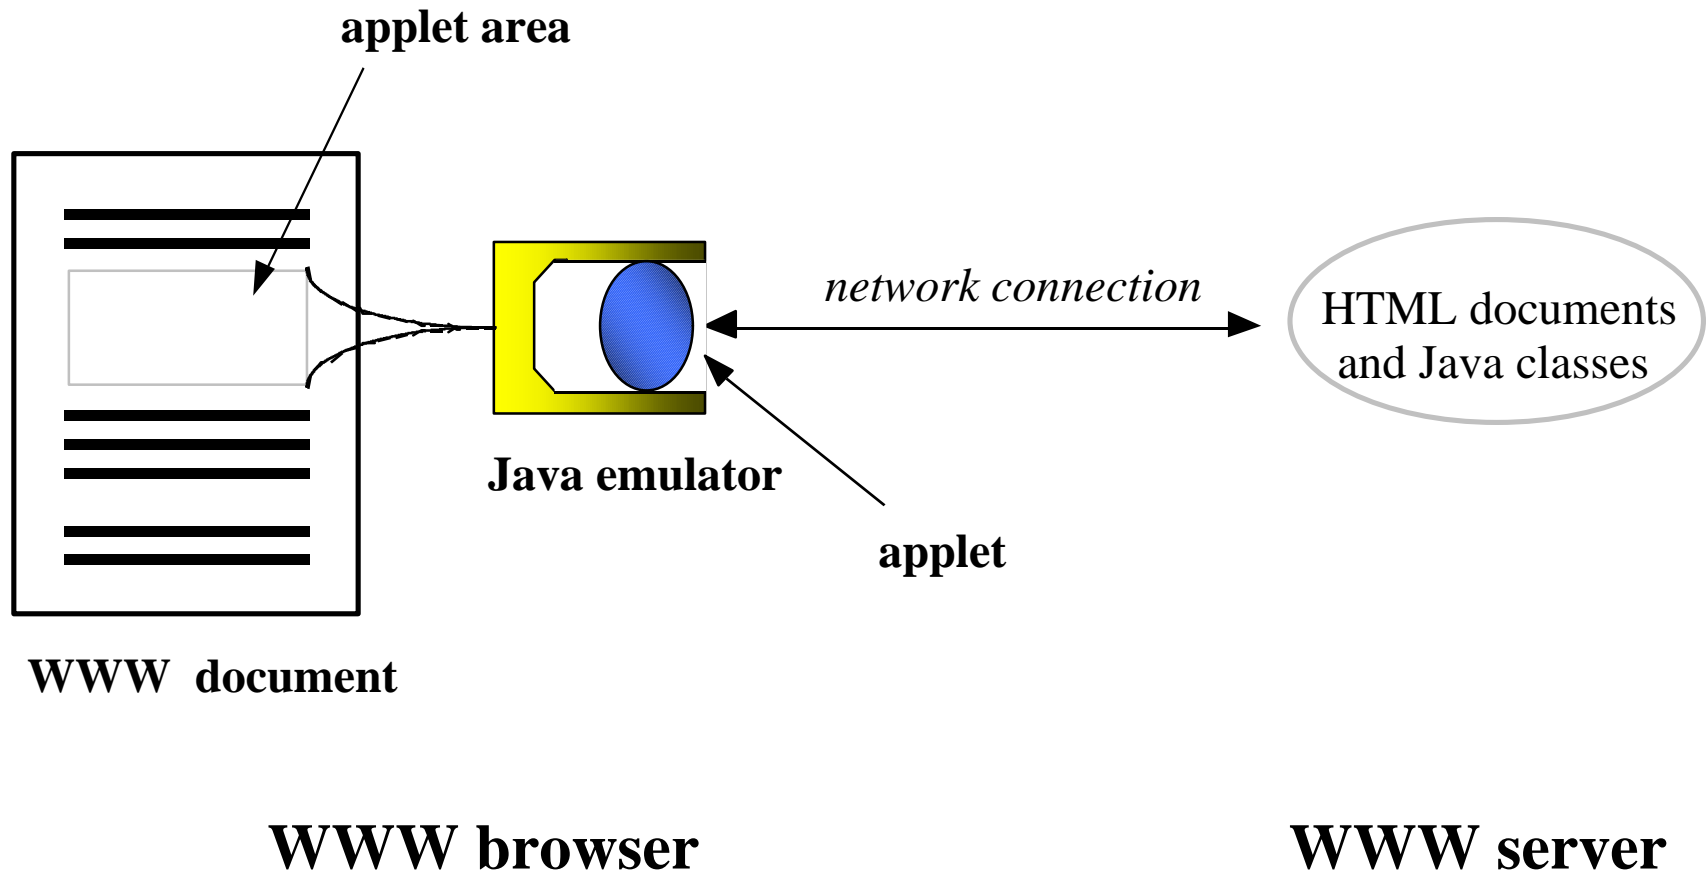 applet area
network connection
HTML documents
and Java classes
Java emulator
applet
WWW document
WWW browser
WWW server